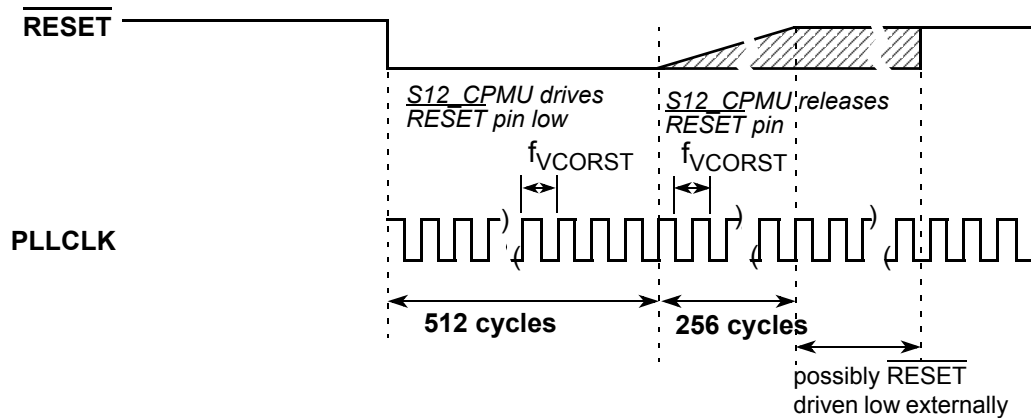 RESET
S12_CPMU drives
RESET pin low
S12_CPMU releases
RESET pin
fVCORST
fVCORST
PLLCLK
512 cycles
256 cycles
possibly RESET
driven low externally